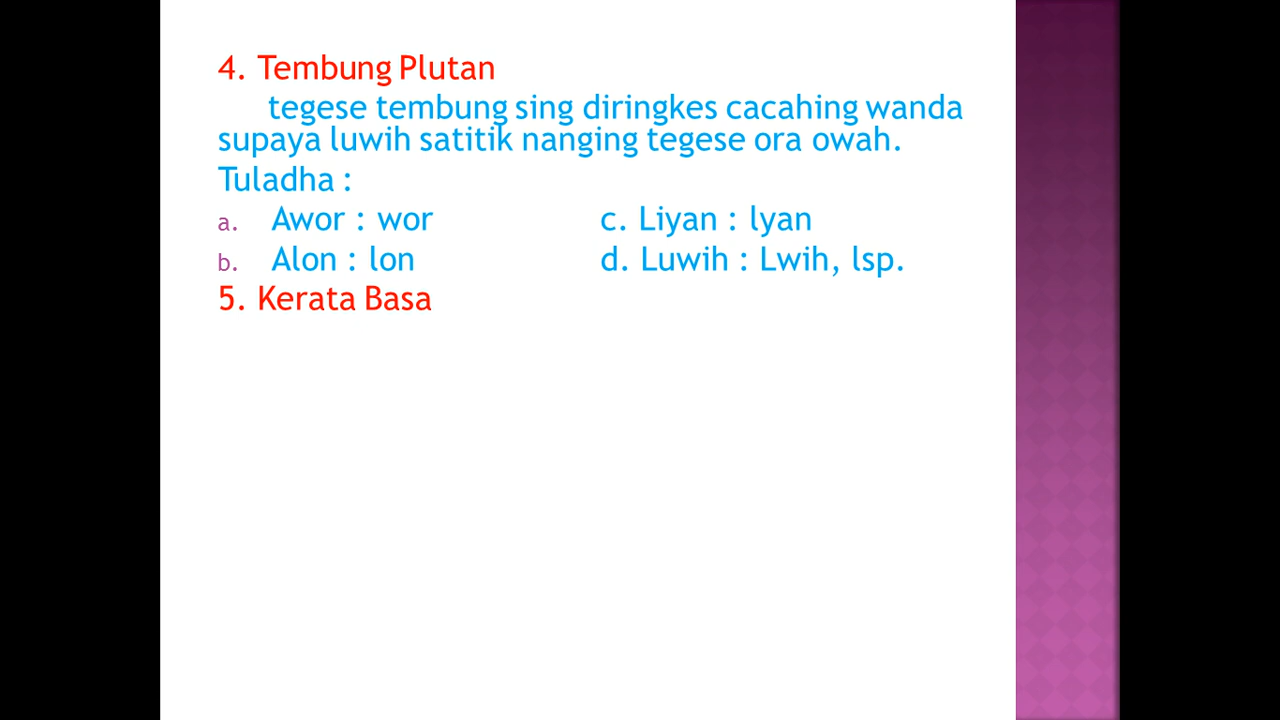 4. Tembung Plutan
tegese tembung sing diringkes cacahing wanda
supaya luwih satitik nanging tegese ora owah.
Tuladha :
a. Awor : wor c. Liyan : lyan
b. Alon : lon d. Luwih : Lwih, lsp.
5. Kerata Basa